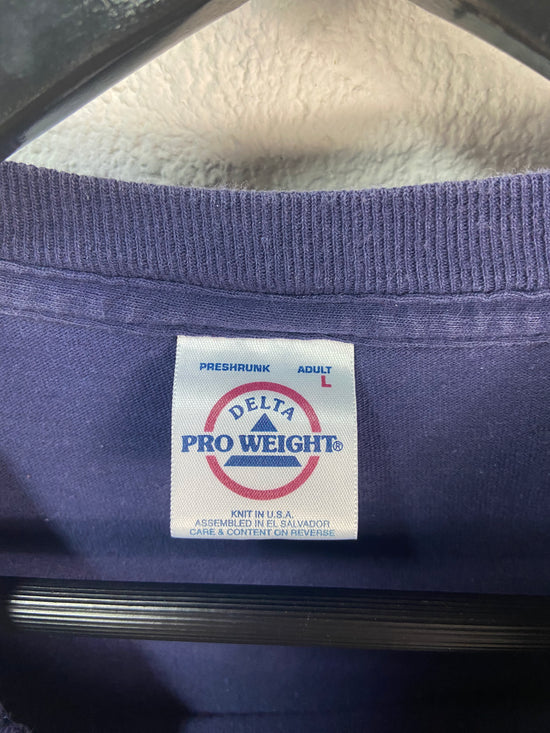 PRESHRUNK ADULT
L
DELTA
PRO WEIGHT®
KNIT IN U.S.A.
ASSEMBLED IN EL SALVADOR
CARE & CONTENT ON REVERSE